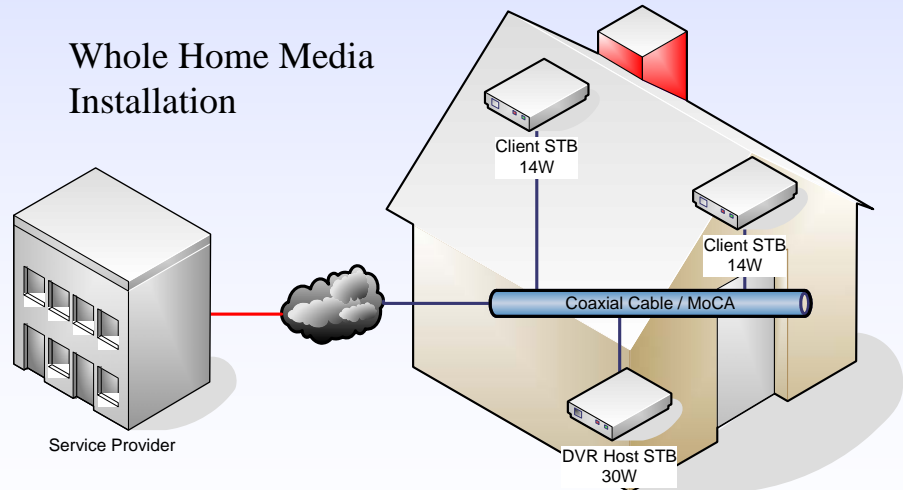 Whole Home Media
Installation
Client STB
14W
Client STB
14W
Coaxial Cable / MoCA
Service Provider
DVR Host STB
30W